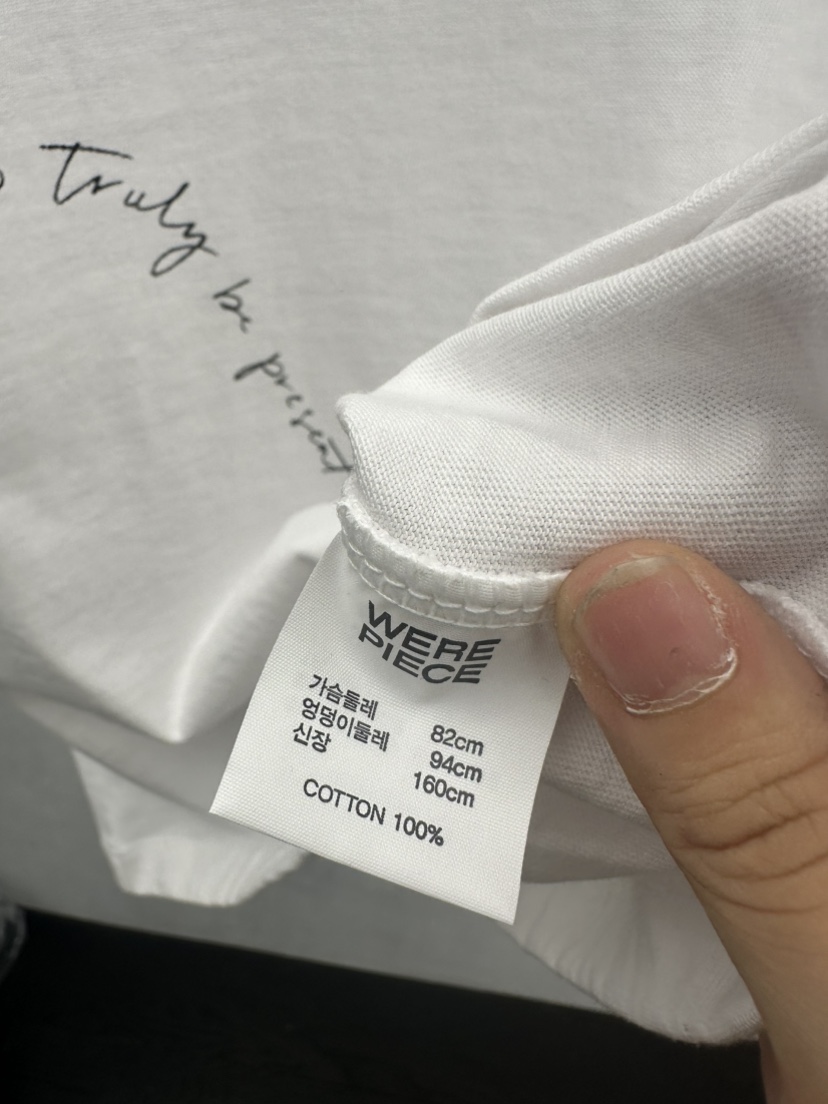 Truly
be
present
WERE
PIECE
가슴둘레 82cm
엉덩이둘레 94cm
신장 160cm
COTTON 100%